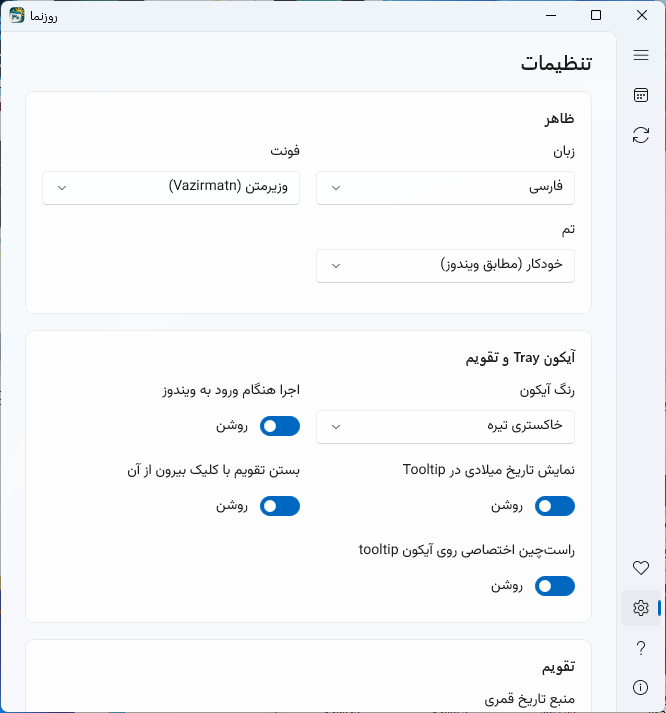 روزنما
تنظیمات
ظاهر
زبان
فونت
فارسی
وزیرمتن (Vazirmatn)
تم
خودکار (مطابق ویندوز)
آیکون Tray و تقویم
رنگ آیکون
اجرا هنگام ورود به ویندوز
خاکستری تیره
روشن
نمایش تاریخ میلادی در Tooltip
بستن تقویم با کلیک بیرون از آن
روشن
روشن
راست‌چین اختصاصی روی آیکون tooltip
روشن
تقویم
منبع تاریخ قمری